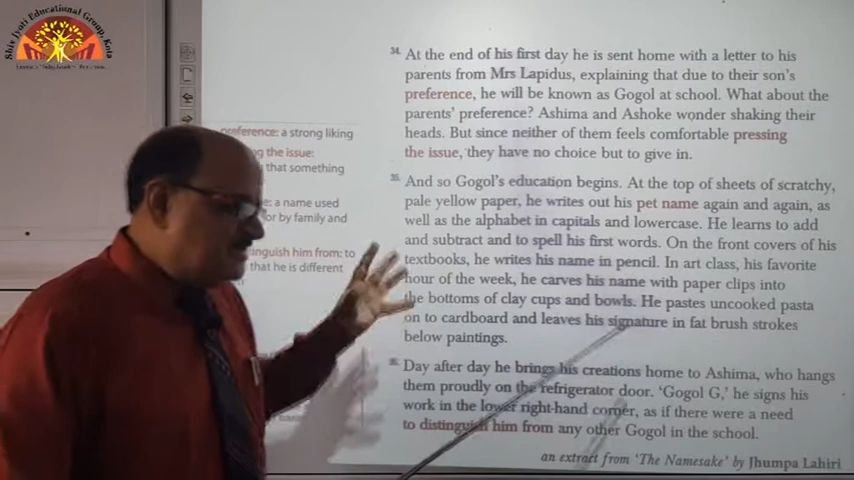 Shiv Jyoti Educational Group, Kota
34. At the end of his first day he is sent home with a letter to his
parents from Mrs Lapidus, explaining that due to their son's
preference, he will be known as Gogol at school. What about the
parents' preference? Ashima and Ashoke wonder shaking their
heads. But since neither of them feels comfortable pressing
the issue, they have no choice but to give in.
preference: a strong liking
the issue:
that something
a name used
or by family and
him from: to
that he is different
35. And so Gogol's education begins. At the top of sheets of scratchy,
pale yellow paper, he writes out his pet name again and again, as
well as the alphabet in capitals and lowercase. He learns to add
and subtract and to spell his first words. On the front covers of his
textbooks, he writes his name in pencil. In art class, his favorite
hour of the week, he carves his name with paper clips into
the bottoms of clay cups and bowls. He pastes uncooked pasta
on to cardboard and leaves his signature in fat brush strokes
below paintings.
36. Day after day he brings his creations home to Ashima, who hangs
them proudly on the refrigerator door. 'Gogol G,' he signs his
work in the lower right-hand corner, as if there were a need
to distinguish him from any other Gogol in the school.
an extract from 'The Namesake' by Jhumpa Lahiri